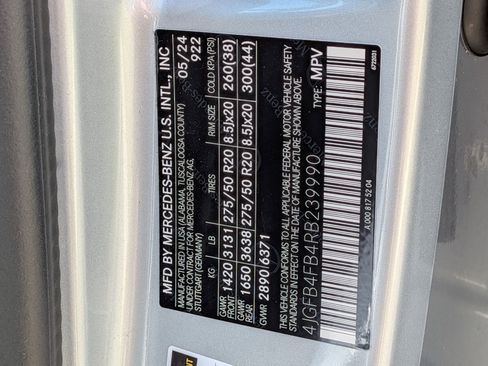 MFD BY MERCEDES-BENZ U.S. INTL., INC
MANUFACTURED IN USA (ALABAMA, TUSCALOOSA COUNTY)
UNDER CONTRACT FOR MERCEDES-BENZ AG,
STUTTGART (GERMANY)
05/24
922
KG LB TIRES RIM SIZE COLD KPA (PSI)
GAWR
FRONT 1420 3131 275/50 R20 8.5Jx20 260(38)
GAWR
REAR 1650 3638 275/50 R20 8.5Jx20 300(44)
GVWR 2890 6371
THIS VEHICLE CONFORMS TO ALL APPLICABLE FEDERAL MOTOR VEHICLE SAFETY
STANDARDS IN EFFECT ON THE DATE OF MANUFACTURE SHOWN ABOVE.
4JGFB4FB4RB239990 TYPE: MPV
A 000 817 52 04